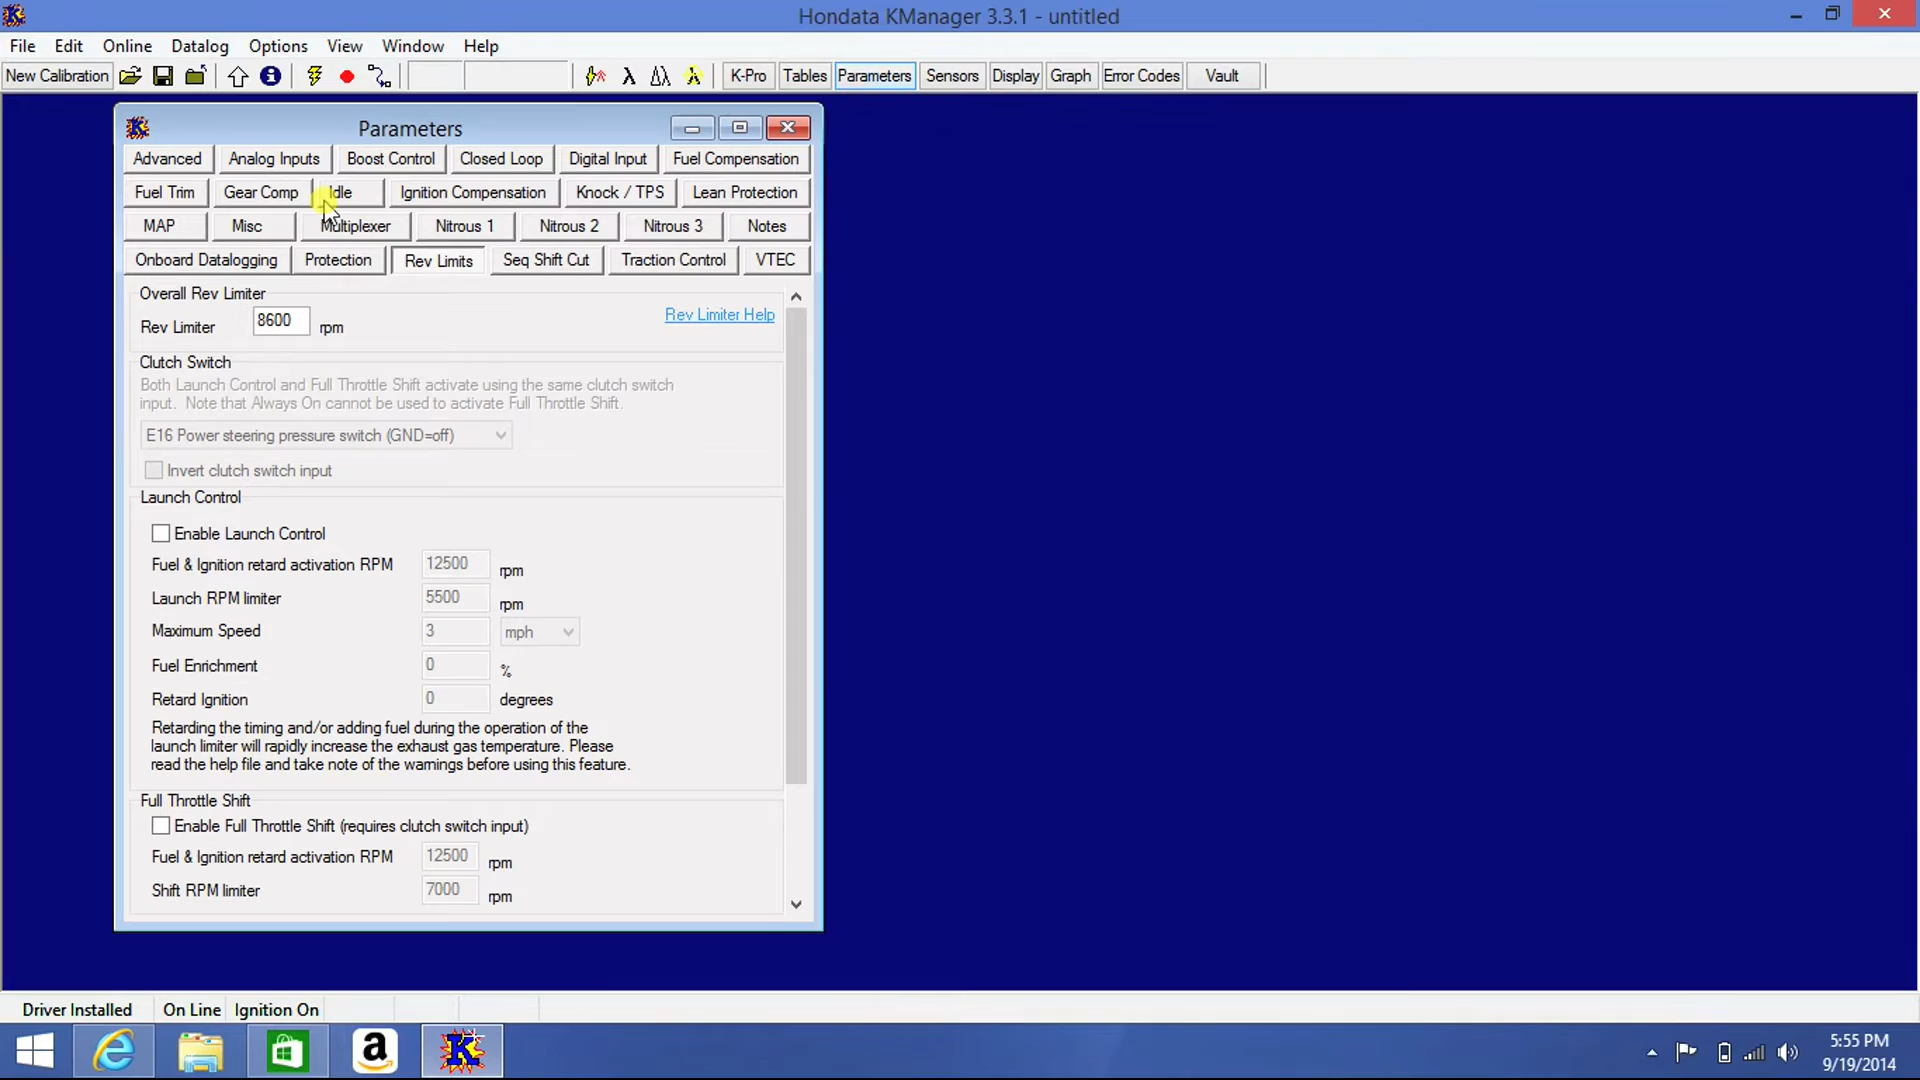 Hondata KManager 3.3.1 - untitled
File Edit Online Datalog Options View Window Help
New Calibration K-Pro Tables Parameters Sensors Display Graph Error Codes Vault
Parameters
Advanced Analog Inputs Boost Control Closed Loop Digital Input Fuel Compensation
Fuel Trim Gear Comp Idle Ignition Compensation Knock / TPS Lean Protection
MAP Misc Multiplexer Nitrous 1 Nitrous 2 Nitrous 3 Notes
Onboard Datalogging Protection Rev Limits Seq Shift Cut Traction Control VTEC
Overall Rev Limiter
Rev Limiter 8600 rpm Rev Limiter Help
Clutch Switch
Both Launch Control and Full Throttle Shift activate using the same clutch switch
input. Note that Always On cannot be used to activate Full Throttle Shift.
E16 Power steering pressure switch (GND=off)
Invert clutch switch input
Launch Control
Enable Launch Control
Fuel & Ignition retard activation RPM 12500 rpm
Launch RPM limiter 5500 rpm
Maximum Speed 3 mph
Fuel Enrichment 0 %
Retard Ignition 0 degrees
Retarding the timing and/or adding fuel during the operation of the
launch limiter will rapidly increase the exhaust gas temperature. Please
read the help file and take note of the warnings before using this feature.
Full Throttle Shift
Enable Full Throttle Shift (requires clutch switch input)
Fuel & Ignition retard activation RPM 12500 rpm
Shift RPM limiter 7000 rpm
Driver Installed On Line Ignition On
5:55 PM
9/19/2014